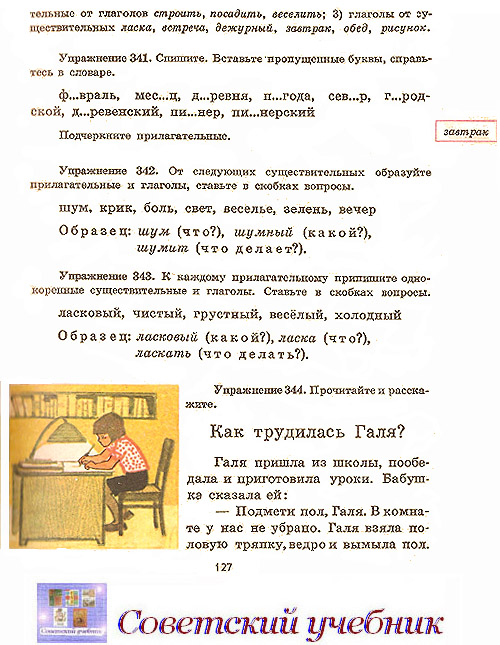 тельные от глаголов строить, посадить, веселить; 3) глаголы от су-
ществительных ласка, встреча, дежурный, завтрак, обед, рисунок.
Упражнение 341. Спишите. Вставьте пропущенные буквы, справь-
тесь в словаре.
ф...враль, мес...ц, д...ревня, п...года, сев...р, г...род-
ской, д...ревенский, пи...нер, пи...нерский
завтрак
Подчеркните прилагательные.
Упражнение 342. От следующих существительных образуйте
прилагательные и глаголы, ставьте в скобках вопросы.
шум, крик, боль, свет, веселье, зелень, вечер
Образец: шум (что?), шумный (какой?),
шумит (что делает?).
Упражнение 343. К каждому прилагательному припишите одно-
коренные существительные и глаголы. Ставьте в скобках вопросы.
ласковый, чистый, грустный, весёлый, холодный
Образец: ласковый (какой?), ласка (что?),
ласкать (что делать?).
Упражнение 344. Прочитайте и расска-
жите.
Как трудилась Галя?
Галя пришла из школы, пообе-
дала и приготовила уроки. Бабуш-
ка сказала ей:
— Подмети пол, Галя. В комна-
те у нас не убрано. Галя взяла по-
ловую тряпку, ведро и вымыла пол.
127
Советский учебник
Советский учебник